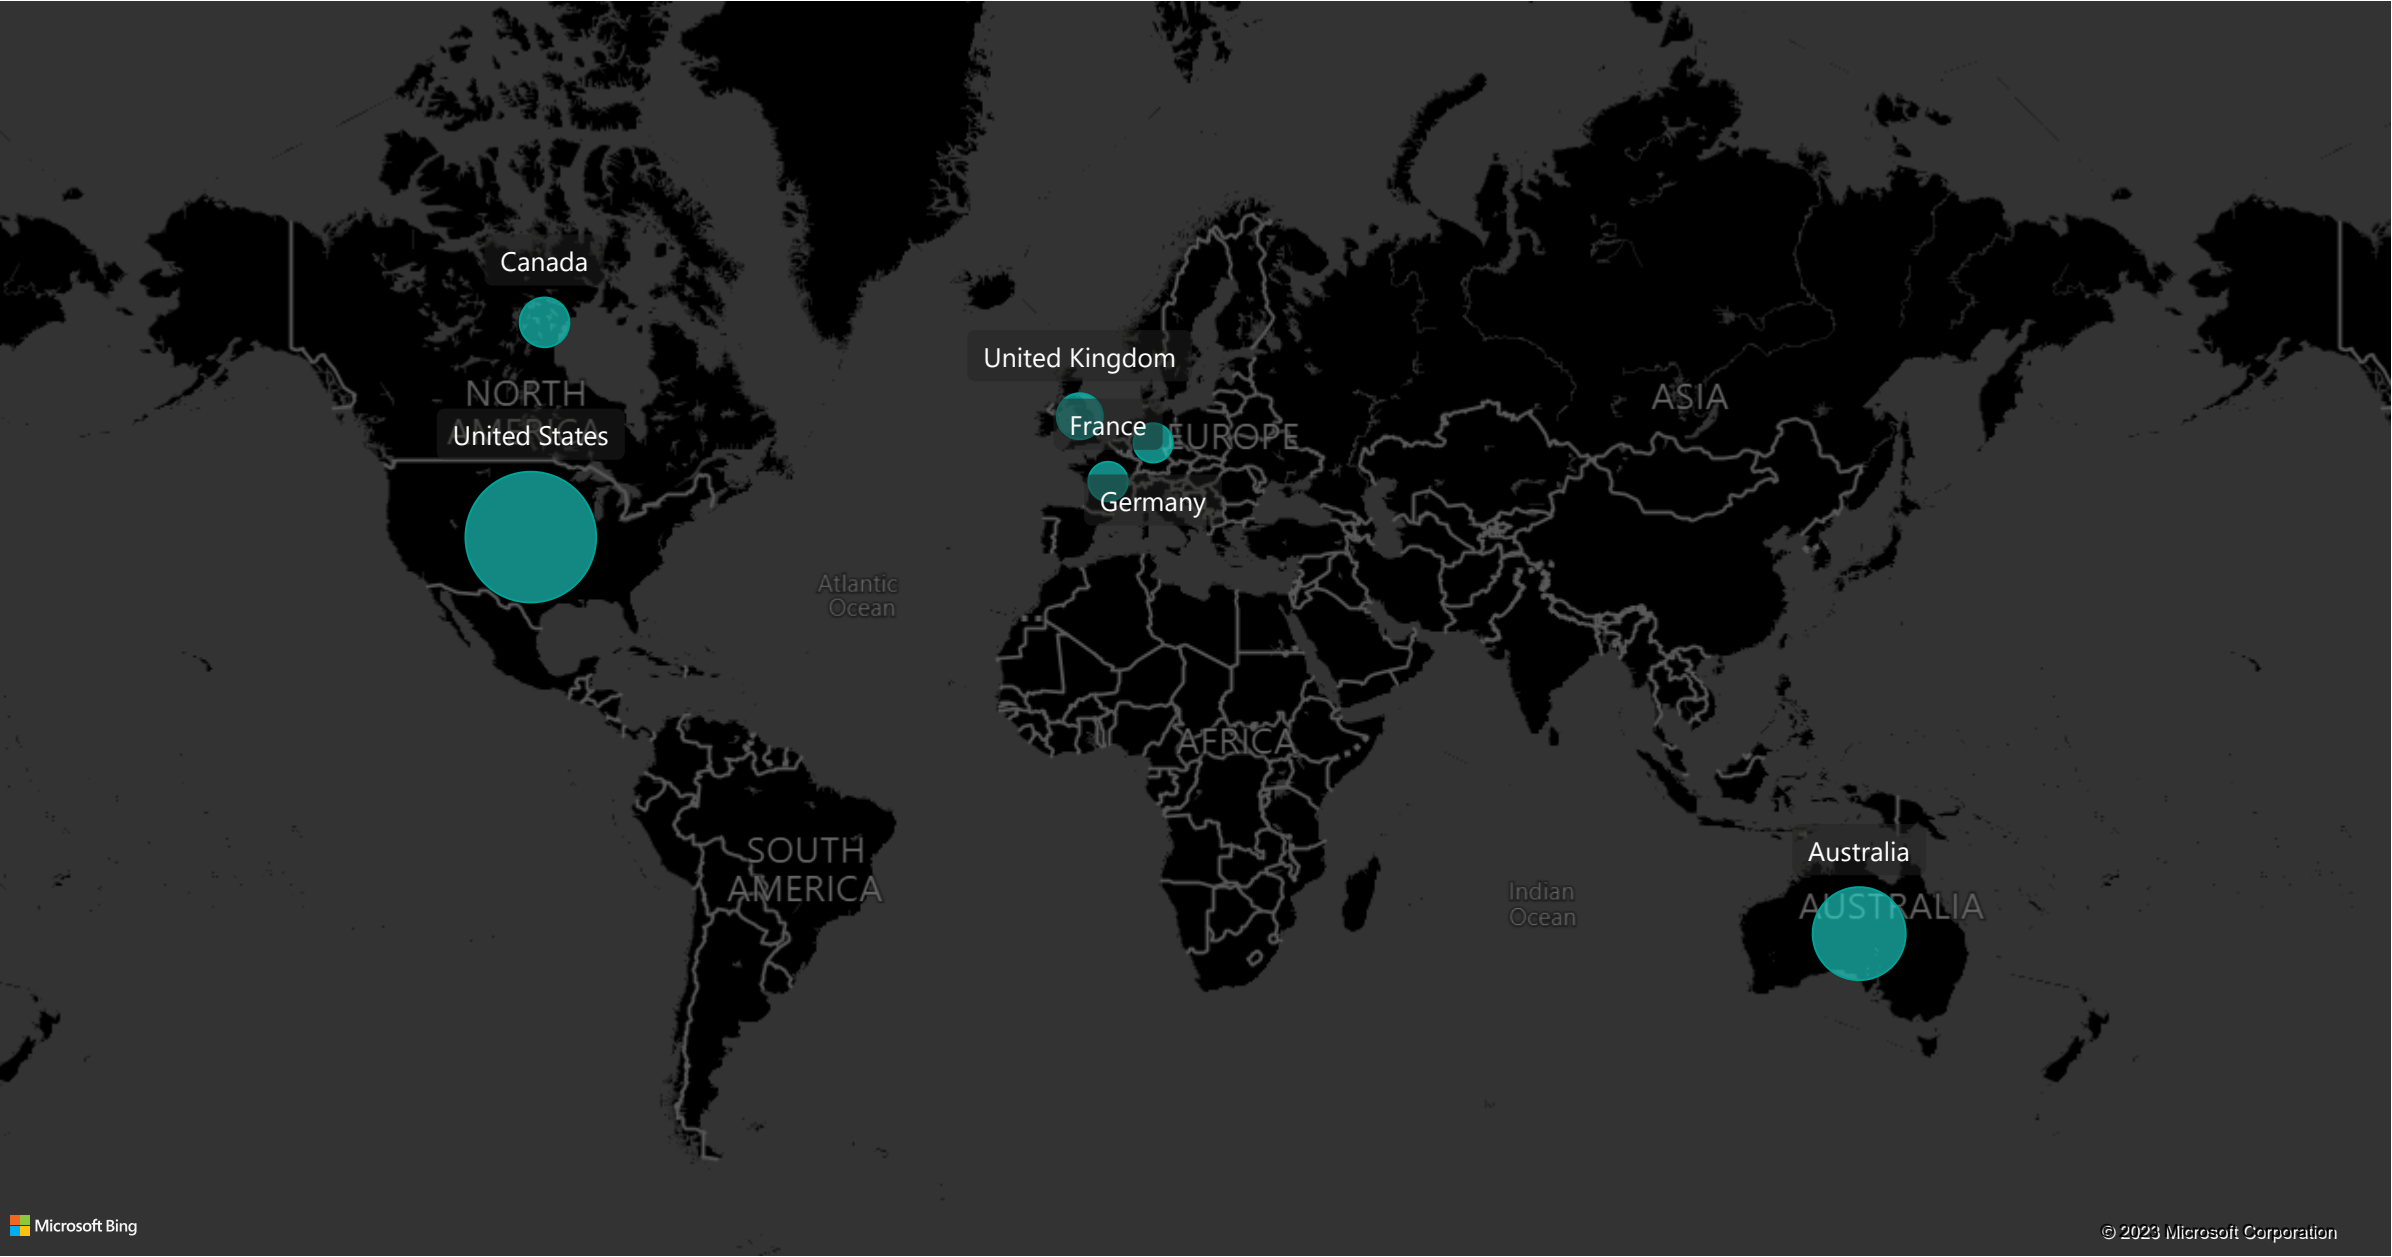 Canada
United Kingdom
NORTH
AMERICA
United States
ASIA
France
EUROPE
Germany
Atlantic
Ocean
AFRICA
SOUTH
AMERICA
Australia
Indian
Ocean
AUSTRALIA
Microsoft Bing
© 2023 Microsoft Corporation